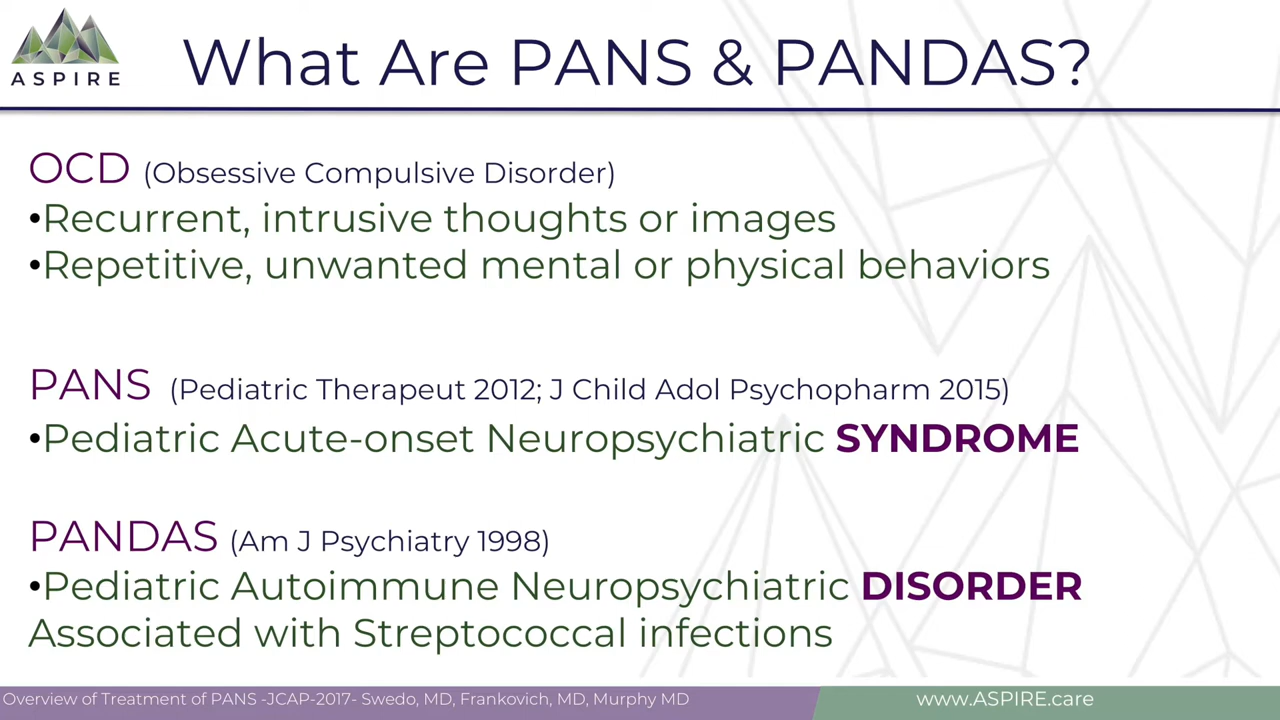 ASPIRE
What Are PANS & PANDAS?
OCD (Obsessive Compulsive Disorder)
•Recurrent, intrusive thoughts or images
•Repetitive, unwanted mental or physical behaviors
PANS (Pediatric Therapeut 2012; J Child Adol Psychopharm 2015)
•Pediatric Acute-onset Neuropsychiatric SYNDROME
PANDAS (Am J Psychiatry 1998)
•Pediatric Autoimmune Neuropsychiatric DISORDER
Associated with Streptococcal infections
Overview of Treatment of PANS -JCAP-2017- Swedo, MD, Frankovich, MD, Murphy MD
www.ASPIRE.care